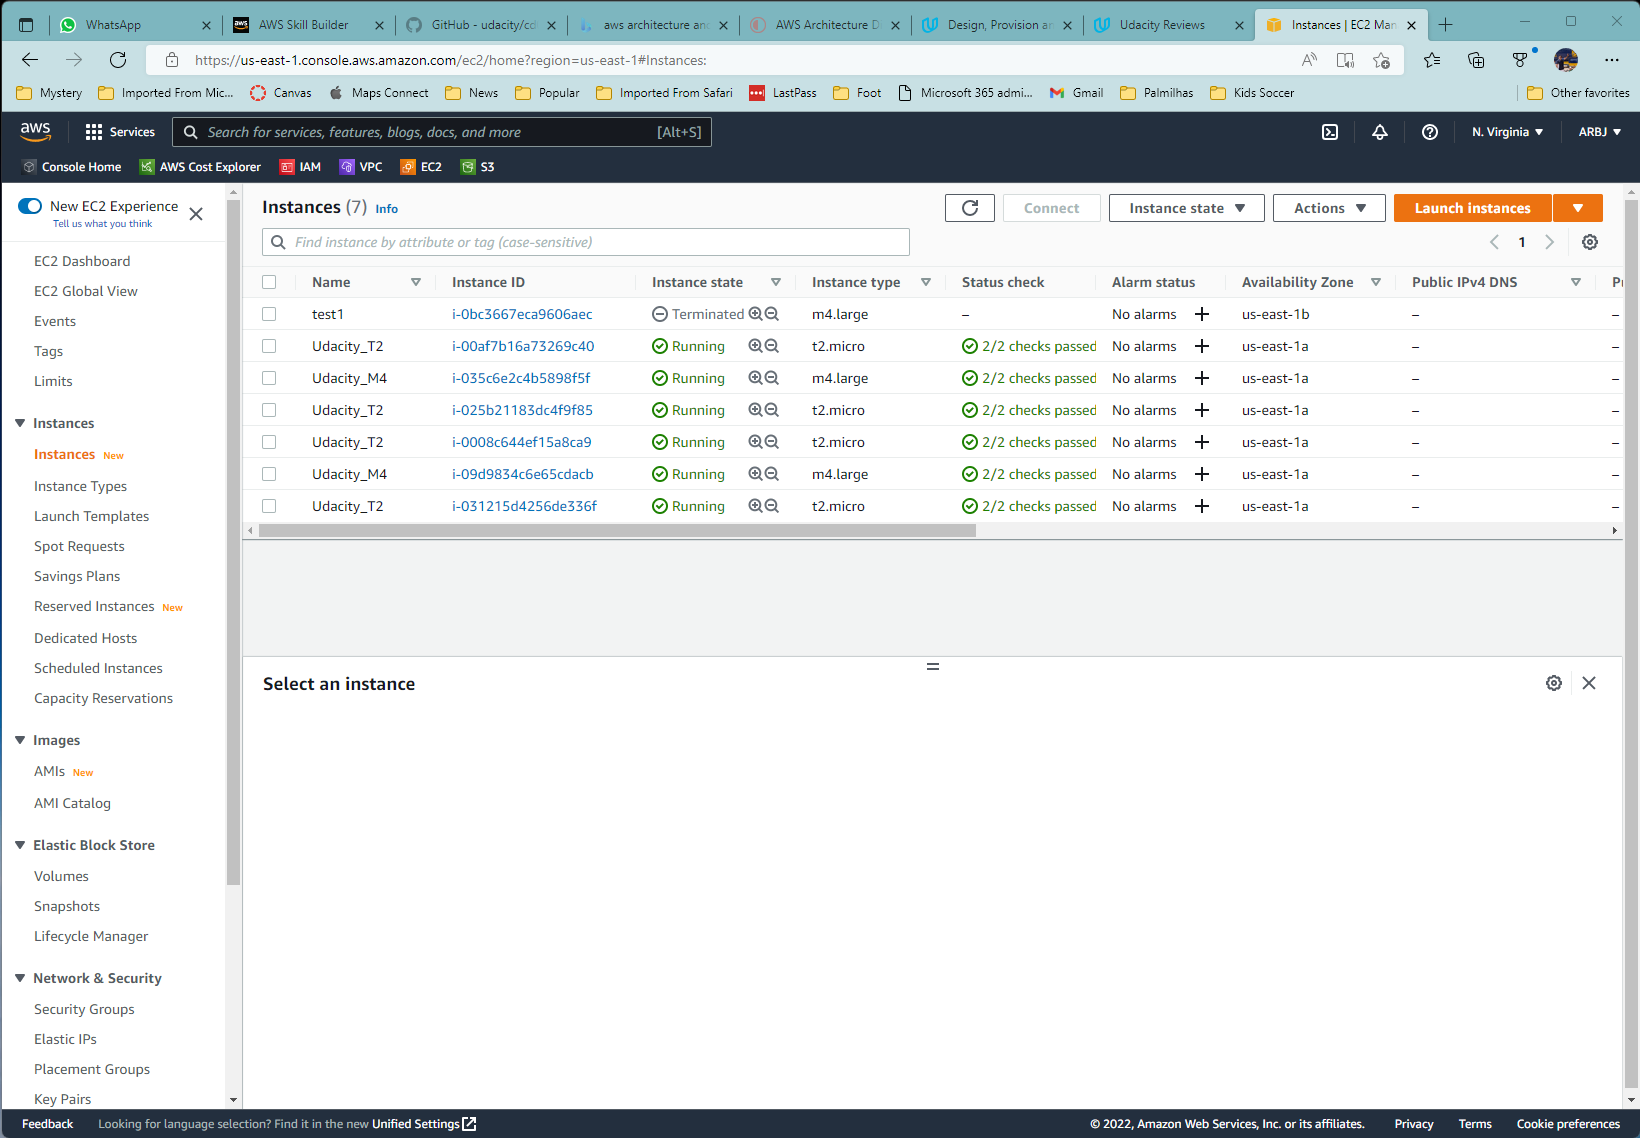 WhatsApp
AWS Skill Builder
GitHub - udacity/cd
aws architecture and
AWS Architecture D
Design, Provision an
Udacity Reviews
Instances | EC2 Man
https://us-east-1.console.aws.amazon.com/ec2/home?region=us-east-1#Instances:
Mystery Imported From Mic... Canvas Maps Connect News Popular Imported From Safari LastPass Foot Microsoft 365 admi... Gmail Palmilhas Kids Soccer Other favorites
aws Services Search for services, features, blogs, docs, and more [Alt+S] N. Virginia ARBJ
Console Home AWS Cost Explorer IAM VPC EC2 S3
New EC2 Experience
Tell us what you think
EC2 Dashboard
EC2 Global View
Events
Tags
Limits
Instances
Instances New
Instance Types
Launch Templates
Spot Requests
Savings Plans
Reserved Instances New
Dedicated Hosts
Scheduled Instances
Capacity Reservations
Images
AMIs New
AMI Catalog
Elastic Block Store
Volumes
Snapshots
Lifecycle Manager
Network & Security
Security Groups
Elastic IPs
Placement Groups
Key Pairs
Instances (7) Info Connect Instance state Actions Launch instances
Find instance by attribute or tag (case-sensitive) 1
Name Instance ID Instance state Instance type Status check Alarm status Availability Zone Public IPv4 DNS
test1 i-0bc3667eca9606aec Terminated m4.large – No alarms + us-east-1b – –
Udacity_T2 i-00af7b16a73269c40 Running t2.micro 2/2 checks passed No alarms + us-east-1a – –
Udacity_M4 i-035c6e2c4b5898f5f Running m4.large 2/2 checks passed No alarms + us-east-1a – –
Udacity_T2 i-025b21183dc4f9f85 Running t2.micro 2/2 checks passed No alarms + us-east-1a – –
Udacity_T2 i-0008c644ef15a8ca9 Running t2.micro 2/2 checks passed No alarms + us-east-1a – –
Udacity_M4 i-09d9834c6e65cdacb Running m4.large 2/2 checks passed No alarms + us-east-1a – –
Udacity_T2 i-031215d4256de336f Running t2.micro 2/2 checks passed No alarms + us-east-1a – –
Select an instance
Feedback Looking for language selection? Find it in the new Unified Settings © 2022, Amazon Web Services, Inc. or its affiliates. Privacy Terms Cookie preferences